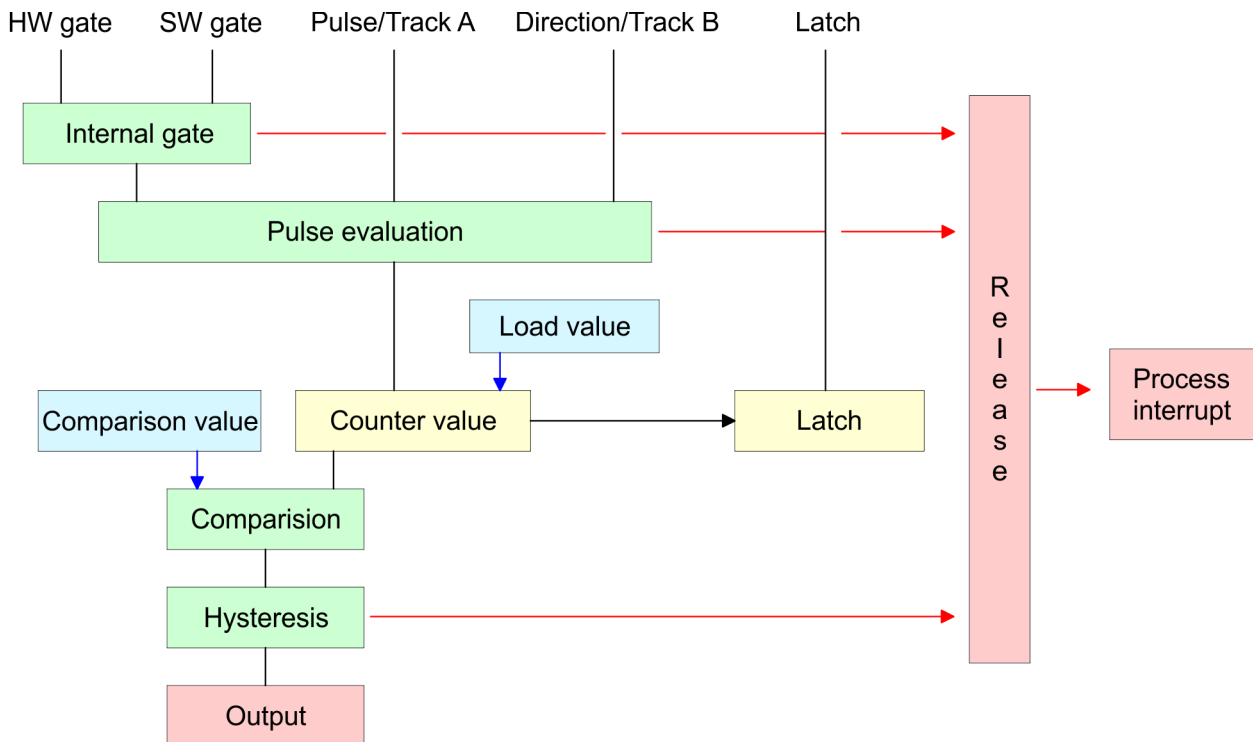 HW gate
SW gate
Pulse/Track A
Direction/Track B
Latch
Internal gate
Pulse evaluation
Load value
Comparison value
Counter value
Latch
Comparision
Hysteresis
Output
Release
Process
interrupt